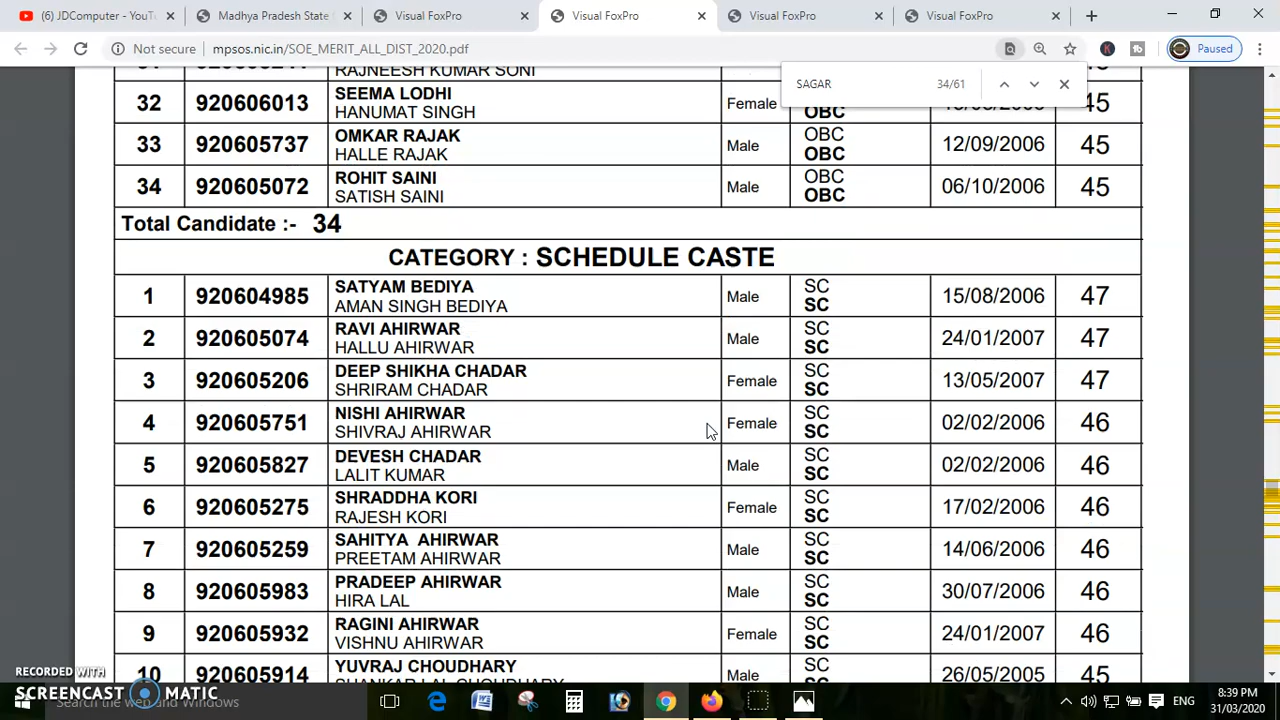 (6) JDComputer - YouT
Madhya Pradesh State
Visual FoxPro
Visual FoxPro
Visual FoxPro
Visual FoxPro
Not secure mpsos.nic.in/SOE_MERIT_ALL_DIST_2020.pdf
Paused
SAGAR 34/61
RAJNEESH KUMAR SONI
32 920606013 SEEMA LODHI Female 45
HANUMAT SINGH OBC
33 920605737 OMKAR RAJAK Male OBC 12/09/2006 45
HALLE RAJAK OBC
34 920605072 ROHIT SAINI Male OBC 06/10/2006 45
SATISH SAINI OBC
Total Candidate :- 34
CATEGORY : SCHEDULE CASTE
1 920604985 SATYAM BEDIYA Male SC 15/08/2006 47
AMAN SINGH BEDIYA SC
2 920605074 RAVI AHIRWAR Male SC 24/01/2007 47
HALLU AHIRWAR SC
3 920605206 DEEP SHIKHA CHADAR Female SC 13/05/2007 47
SHRIRAM CHADAR SC
4 920605751 NISHI AHIRWAR Female SC 02/02/2006 46
SHIVRAJ AHIRWAR SC
5 920605827 DEVESH CHADAR Male SC 02/02/2006 46
LALIT KUMAR SC
6 920605275 SHRADDHA KORI Female SC 17/02/2006 46
RAJESH KORI SC
7 920605259 SAHITYA AHIRWAR Male SC 14/06/2006 46
PREETAM AHIRWAR SC
8 920605983 PRADEEP AHIRWAR Male SC 30/07/2006 46
HIRA LAL SC
9 920605932 RAGINI AHIRWAR Female SC 24/01/2007 46
VISHNU AHIRWAR SC
10 920605914 YUVRAJ CHOUDHARY Male SC 26/05/2005 45
SHANKAR LAL CHOUDHARY
RECORDED WITH
SCREENCAST MATIC
Search the web and Windows
ENG
8:39 PM
31/03/2020